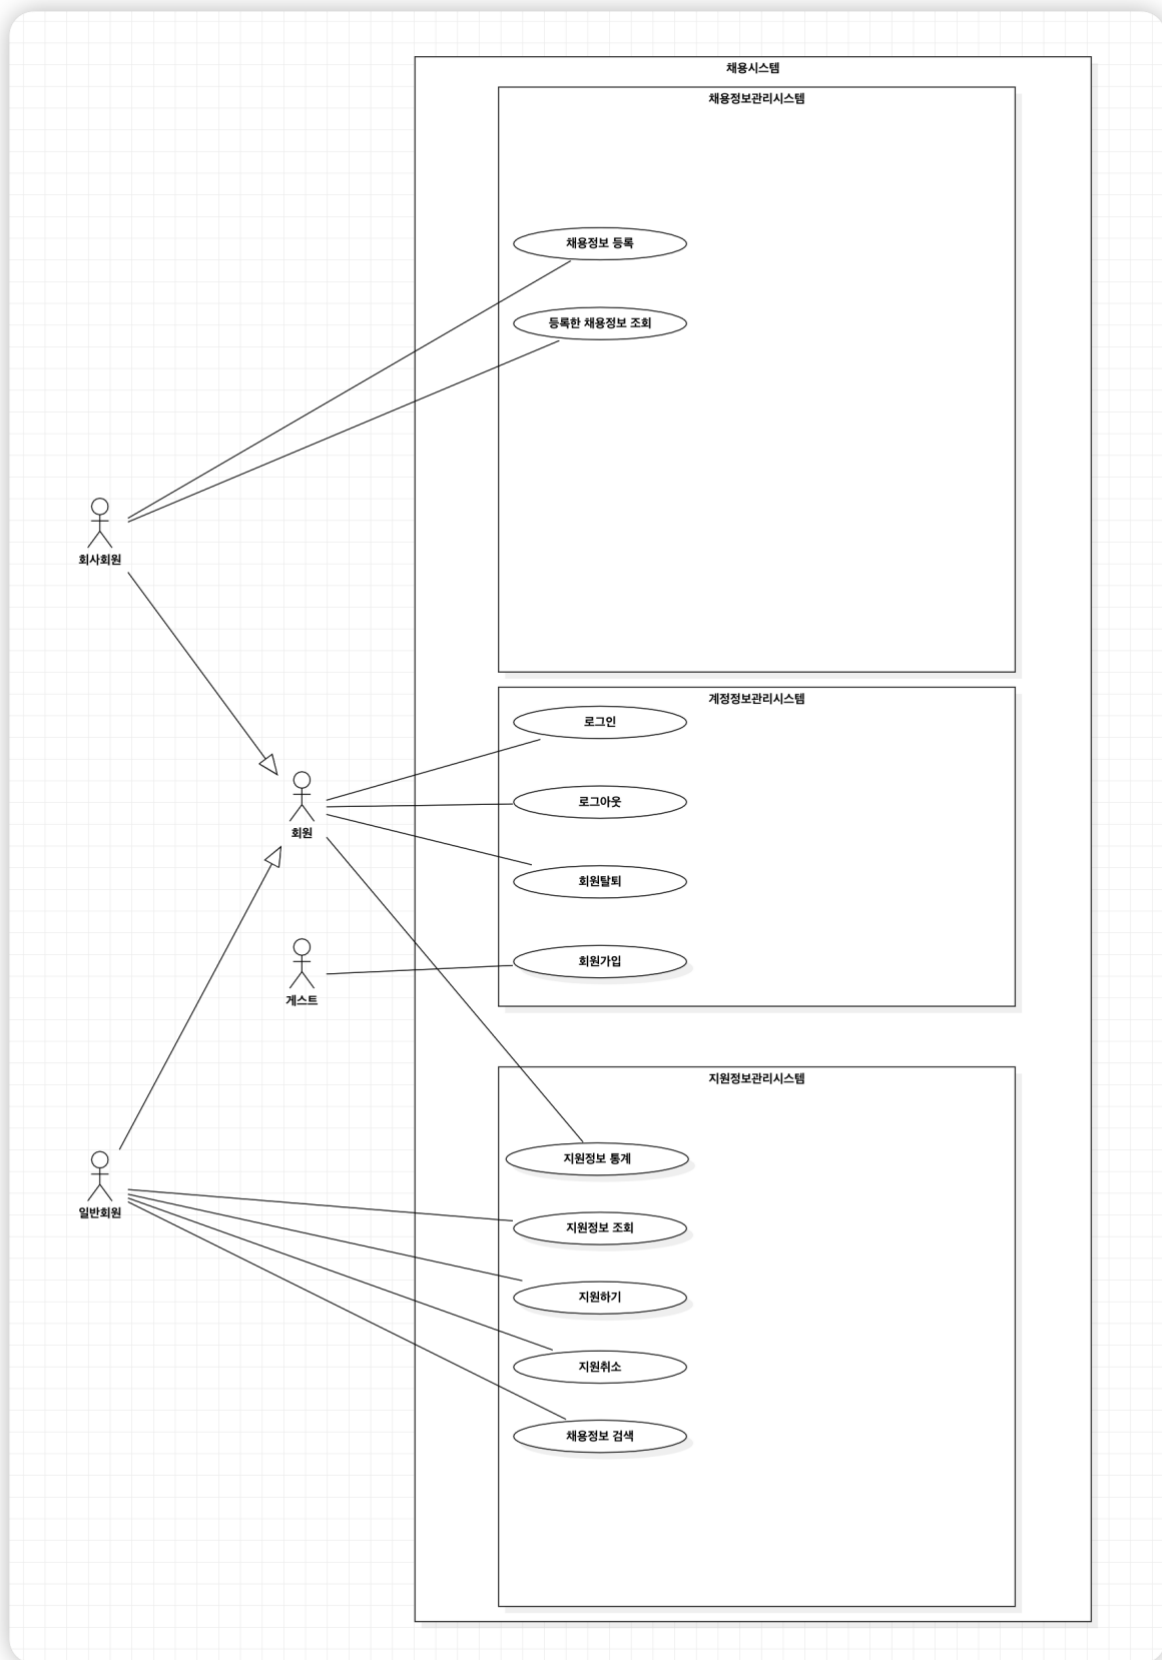 채용시스템
채용정보관리시스템
채용정보 등록
등록한 채용정보 조회
회사회원
계정정보관리시스템
로그인
로그아웃
회원
회원탈퇴
회원가입
게스트
지원정보관리시스템
지원정보 통계
일반회원
지원정보 조회
지원하기
지원취소
채용정보 검색